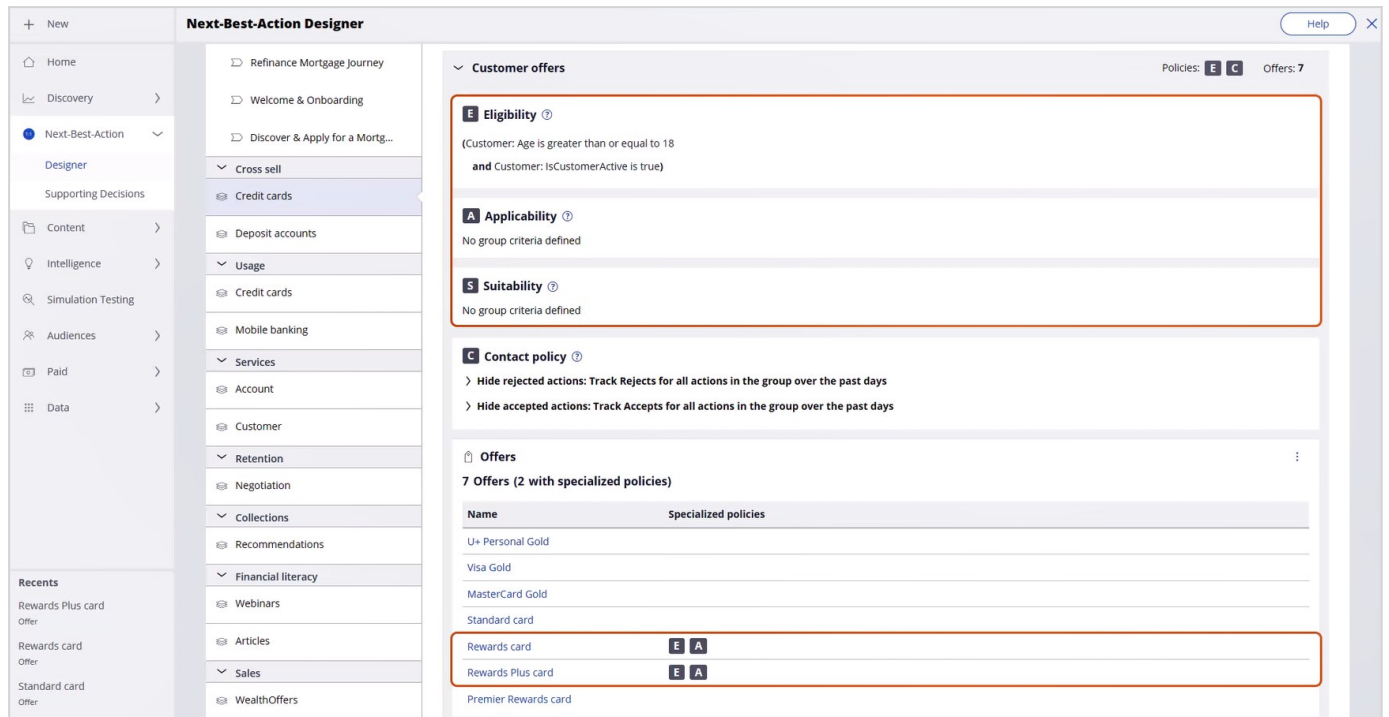 New
Next-Best-Action Designer
Help
Home
Discovery
Next-Best-Action
Designer
Supporting Decisions
Content
Intelligence
Simulation Testing
Audiences
Paid
Data
Recents
Rewards Plus card
Offer
Rewards card
Offer
Standard card
Offer
Refinance Mortgage Journey
Welcome & Onboarding
Discover & Apply for a Mortg...
Cross sell
Credit cards
Deposit accounts
Usage
Credit cards
Mobile banking
Services
Account
Customer
Retention
Negotiation
Collections
Recommendations
Financial literacy
Webinars
Articles
Sales
WealthOffers
Customer offers Policies: E C Offers: 7
E Eligibility ?
(Customer: Age is greater than or equal to 18
and Customer: IsCustomerActive is true)
A Applicability ?
No group criteria defined
S Suitability ?
No group criteria defined
C Contact policy ?
Hide rejected actions: Track Rejects for all actions in the group over the past days
Hide accepted actions: Track Accepts for all actions in the group over the past days
Offers
7 Offers (2 with specialized policies)
Name Specialized policies
U+ Personal Gold
Visa Gold
MasterCard Gold
Standard card
Rewards card E A
Rewards Plus card E A
Premier Rewards card